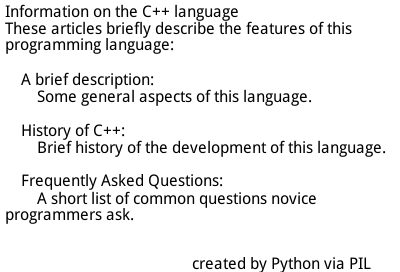 Information on the C++ language
These articles briefly describe the features of this
programming language:
A brief description:
Some general aspects of this language.
History of C++:
Brief history of the development of this language.
Frequently Asked Questions:
A short list of common questions novice
programmers ask.
created by Python via PIL